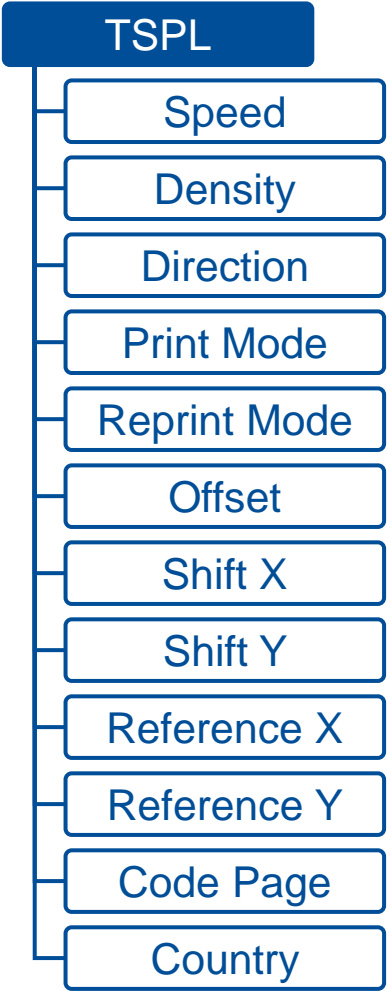 TSPL
Speed
Density
Direction
Print Mode
Reprint Mode
Offset
Shift X
Shift Y
Reference X
Reference Y
Code Page
Country